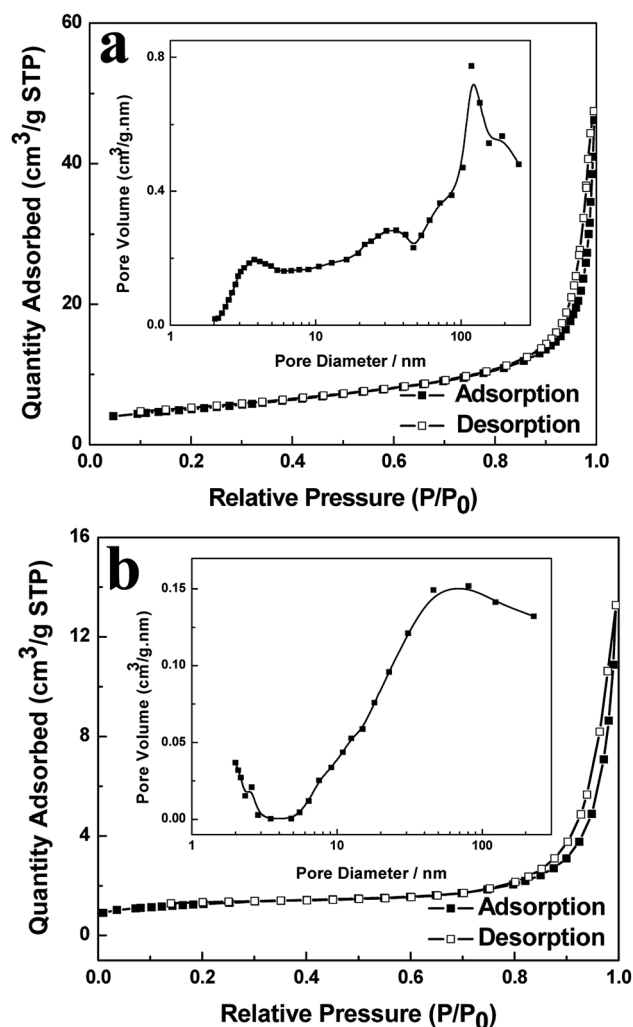 a
60
40
20
0
Quantity Adsorbed (cm3/g STP)
0.8
0.4
0.0
Pore Volume (cm3/g.nm)
1 10 100
Pore Diameter / nm
Adsorption
Desorption
0.0 0.2 0.4 0.6 0.8 1.0
Relative Pressure (P/P0)
b
16
12
8
4
0
Quantity Adsorbed (cm3/g STP)
0.15
0.10
0.05
0.00
Pore Volume (cm3/g.nm)
1 10 100
Pore Diameter / nm
Adsorption
Desorption
0.0 0.2 0.4 0.6 0.8 1.0
Relative Pressure (P/P0)